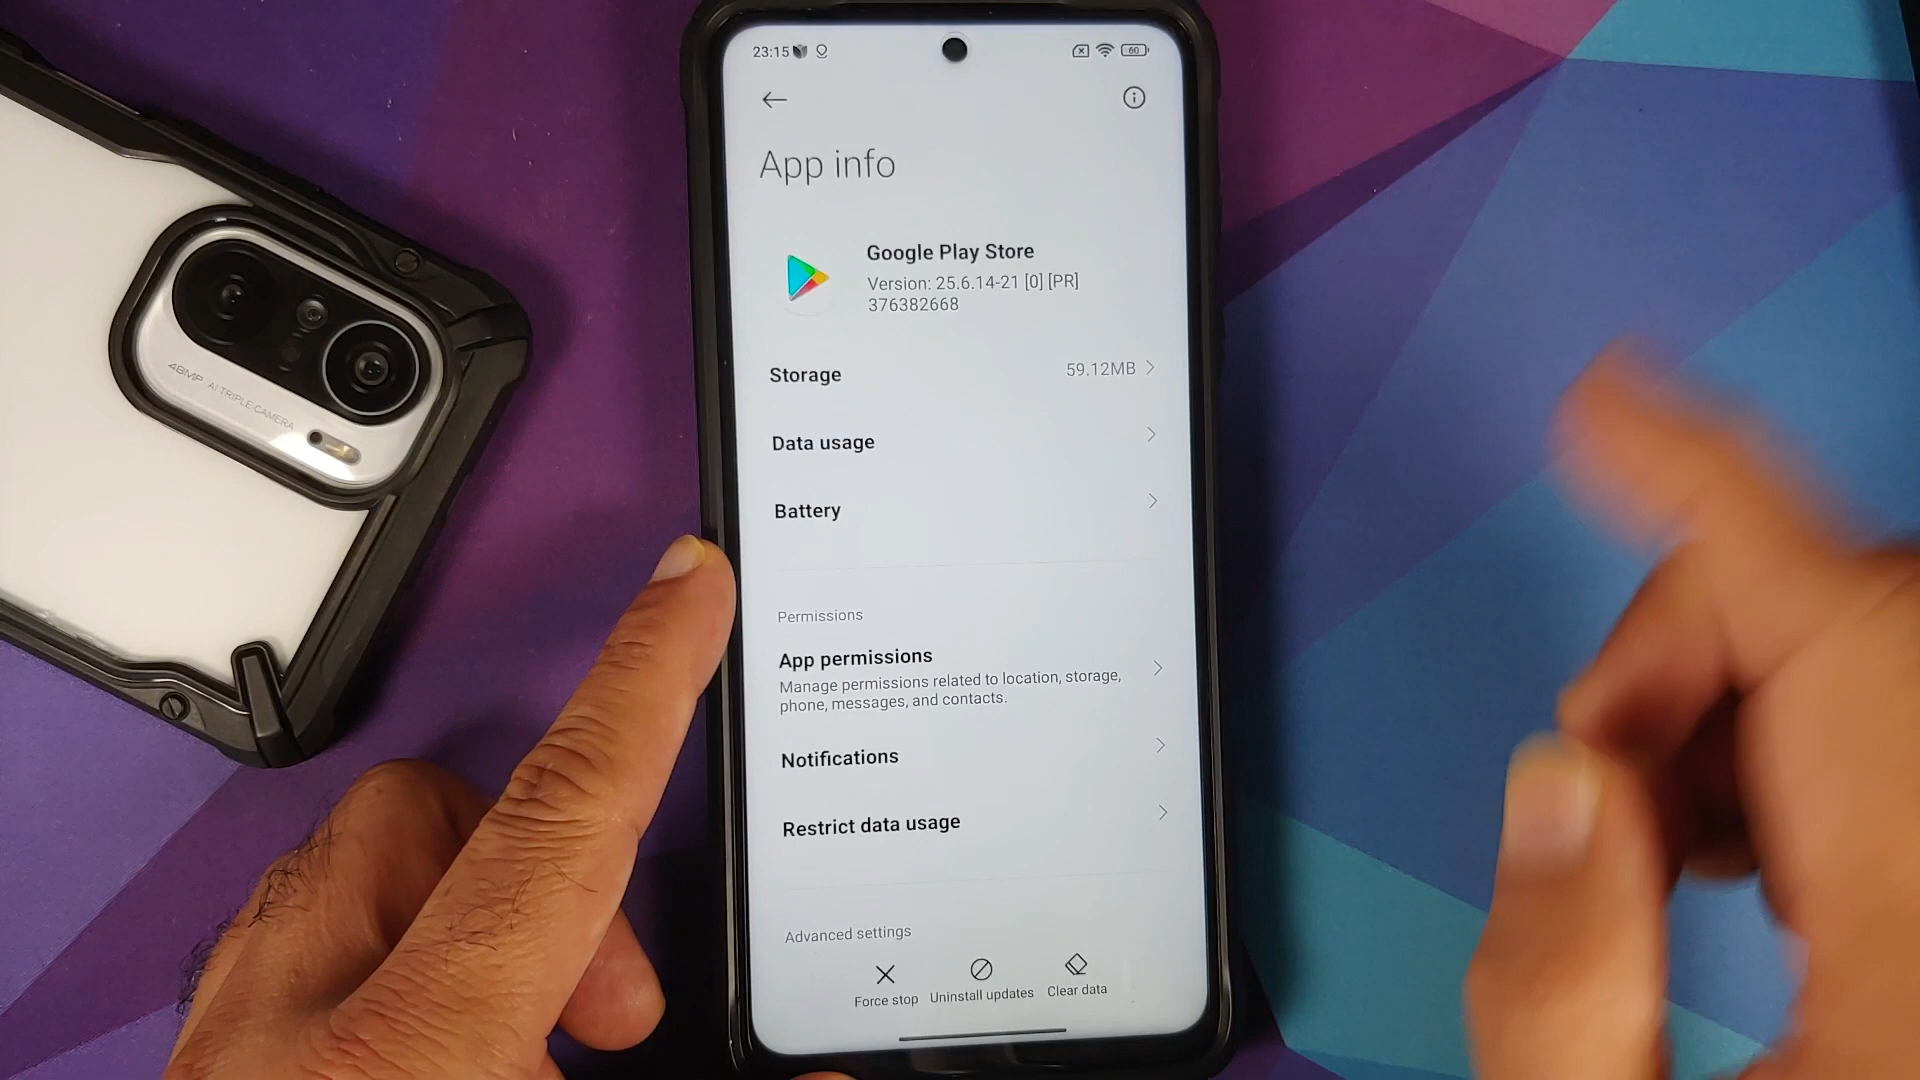 23:15
60
App info
Google Play Store
Version: 25.6.14-21 [0] [PR]
376382668
Storage
59.12MB
Data usage
Battery
Permissions
App permissions
Manage permissions related to location, storage,
phone, messages, and contacts.
Notifications
Restrict data usage
Advanced settings
Force stop
Uninstall updates
Clear data
48MP AI TRIPLE CAMERA